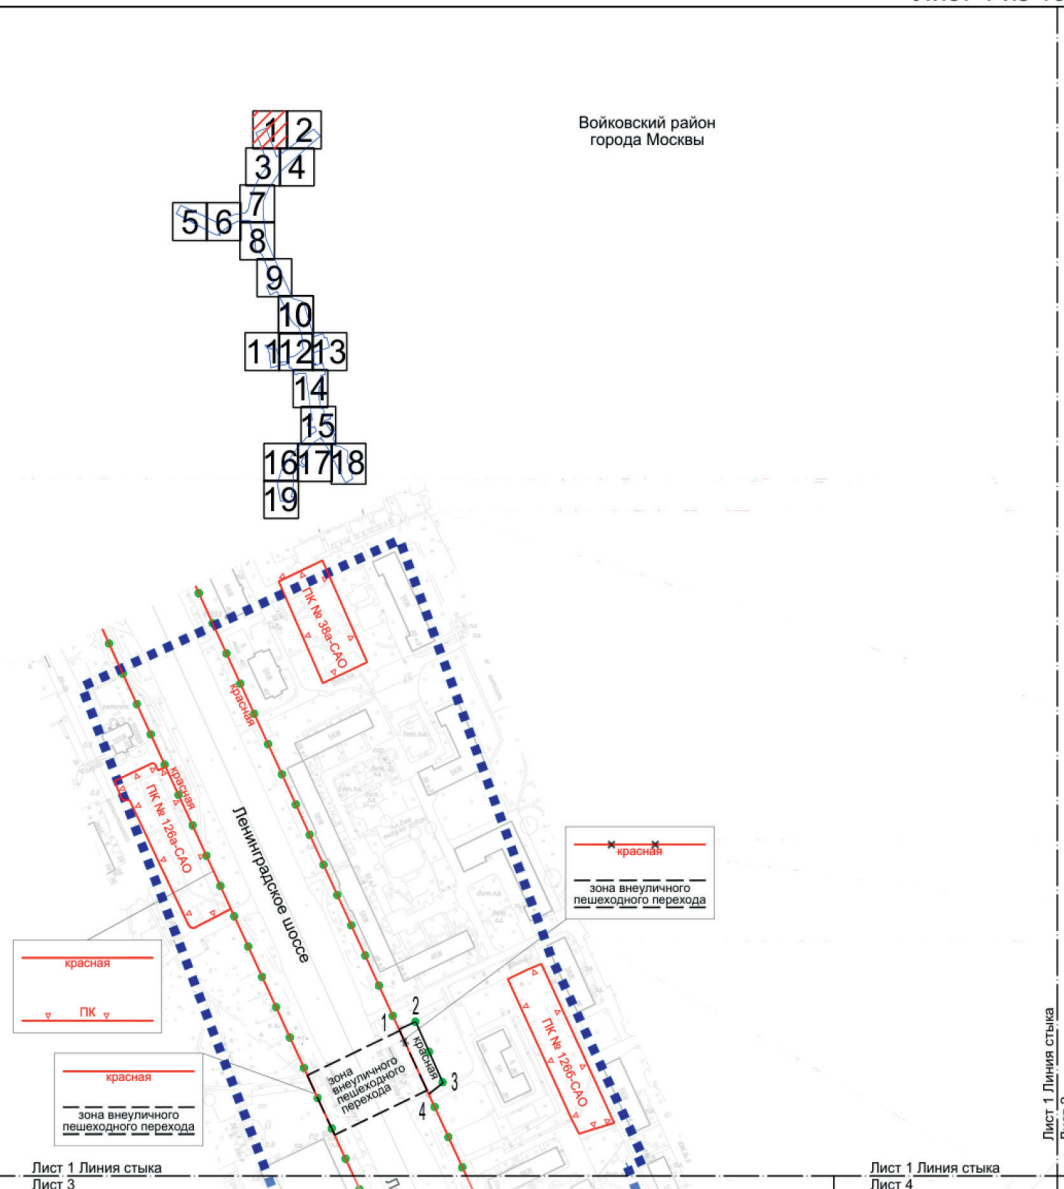 Войковский район
города Москвы
1 2
3 4
7
5 6
8
9
10
11 12 13
14
15
16 17 18
19
ПК № 38а-САО
красная
красная
ПК № 126а-САО
Ленинградское шоссе
красная
зона внеуличного
пешеходного перехода
красная
ПК
1
2
красная
3
4
зона
внеуличного
пешеходного
перехода
ПК № 126б-САО
красная
зона внеуличного
пешеходного перехода
Лист 1 Линия стыка
Лист 1 Линия стыка
Лист 3
Лист 1 Линия стыка
Лист 4